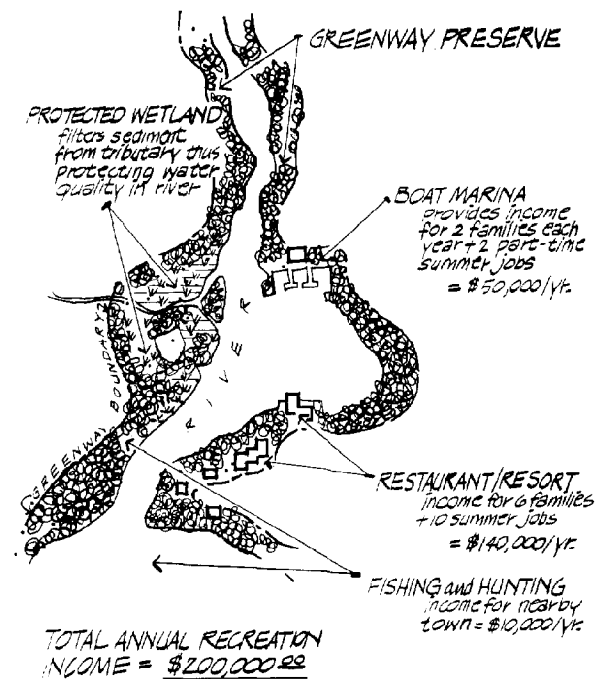 GREENWAY PRESERVE
PROTECTED WETLAND
filters sediment
from tributary thus
protecting water
quality in river
BOAT MARINA
provides income
for 2 families each
year + 2 part-time
summer jobs
= $50,000/yr.
RIVER
GREENWAY BOUNDARY
RESTAURANT/RESORT
income for 6 families
+ 10 summer jobs
= $140,000/yr.
FISHING and HUNTING
income for nearby
town = $10,000/yr.
TOTAL ANNUAL RECREATION
INCOME = $200,000.00